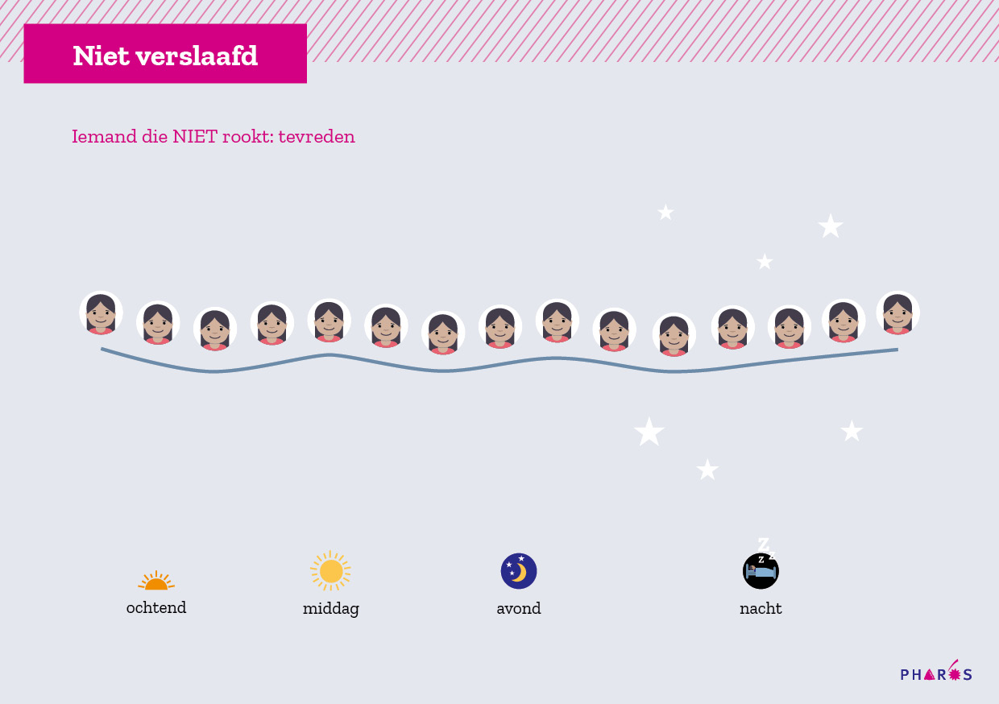 Niet verslaafd
Iemand die NIET rookt: tevreden
Z
Z
Z
ochtend
middag
avond
nacht
PHAROS